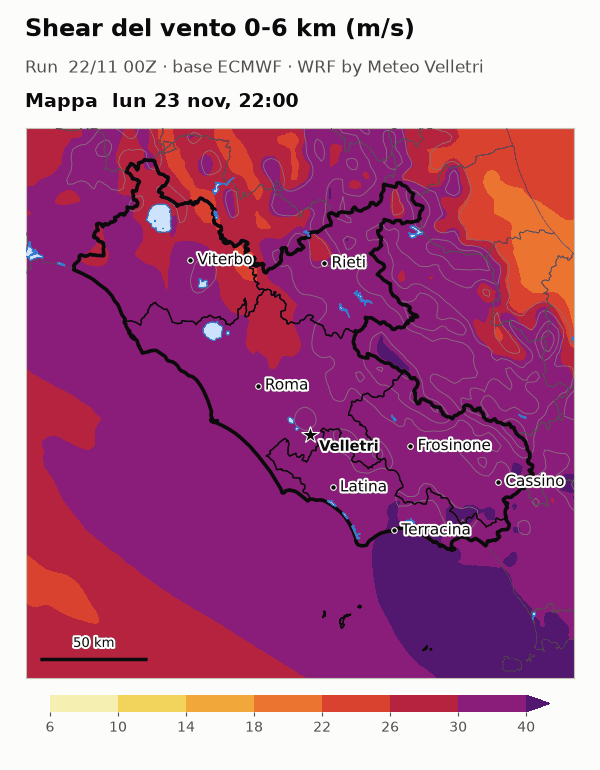 Shear del vento 0-6 km (m/s)
Run 22/11 00Z · base ECMWF · WRF by Meteo Velletri
Mappa lun 23 nov, 22:00
Viterbo
Rieti
Roma
Velletri
Frosinone
Latina
Cassino
Terracina
50 km
6 10 14 18 22 26 30 40